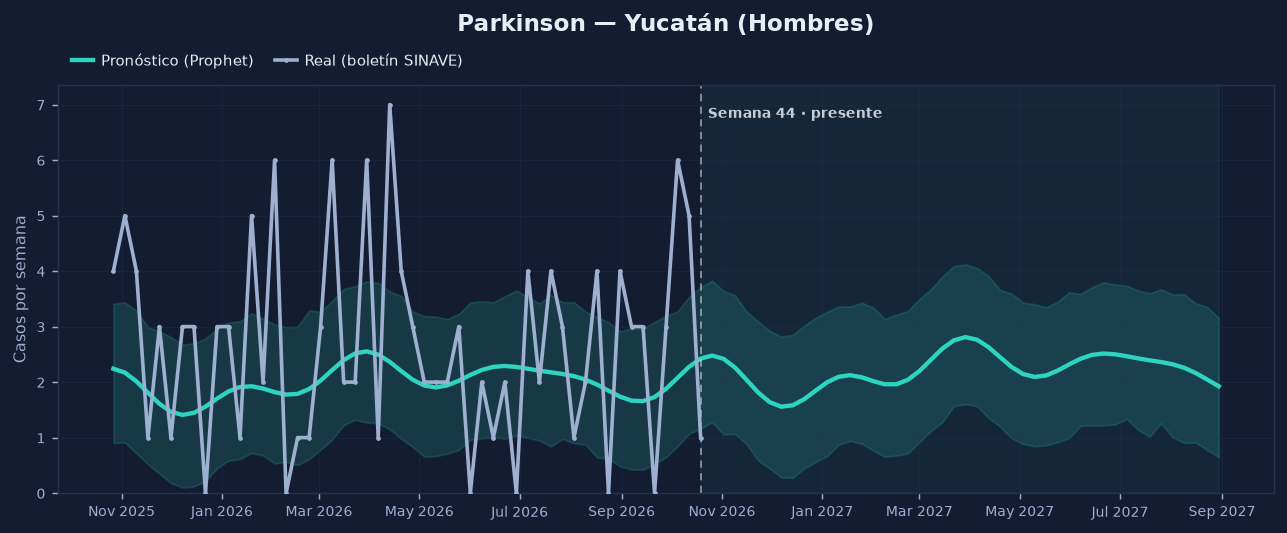 Parkinson — Yucatán (Hombres)
Pronóstico (Prophet)
Real (boletín SINAVE)
Semana 44 · presente
Casos por semana
7
6
5
4
3
2
1
0
Nov 2025
Jan 2026
Mar 2026
May 2026
Jul 2026
Sep 2026
Nov 2026
Jan 2027
Mar 2027
May 2027
Jul 2027
Sep 2027